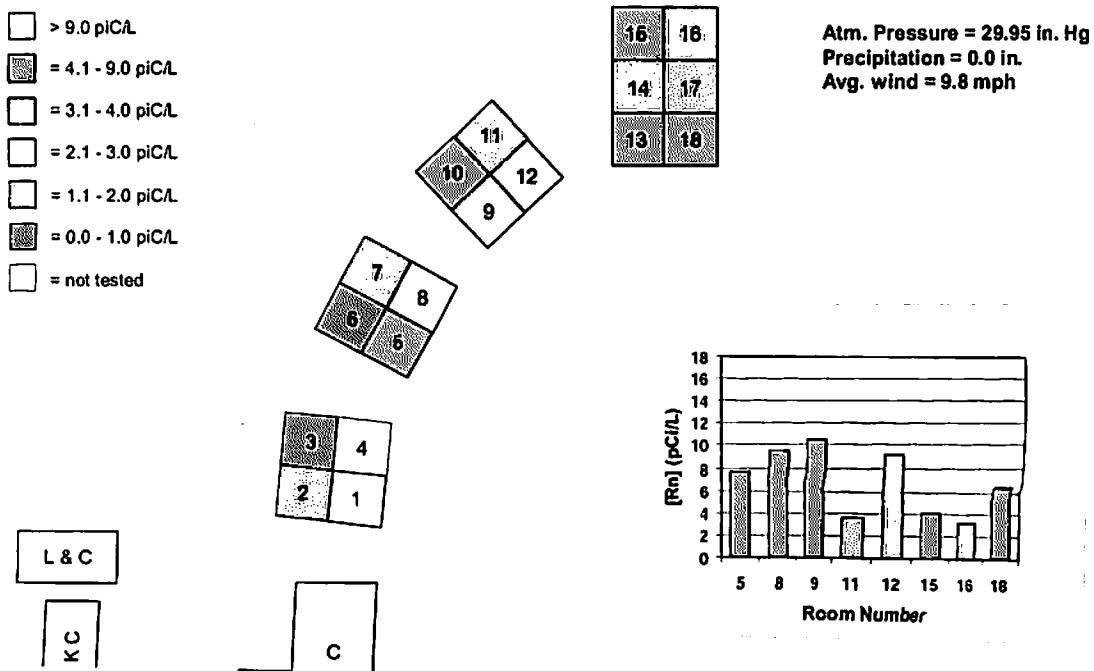 > 9.0 piC/L
= 4.1 - 9.0 piC/L
= 3.1 - 4.0 piC/L
= 2.1 - 3.0 piC/L
= 1.1 - 2.0 piC/L
= 0.0 - 1.0 piC/L
= not tested
Atm. Pressure = 29.95 in. Hg
Precipitation = 0.0 in.
Avg. wind = 9.8 mph
15 16
14 17
13 18
11
10 12
9
7
8
6
5
3 4
2 1
L & C
K C
C
[Rn] (pCi/L)
18
16
14
12
10
8
6
4
2
0
5 8 9 11 12 15 16 18
Room Number